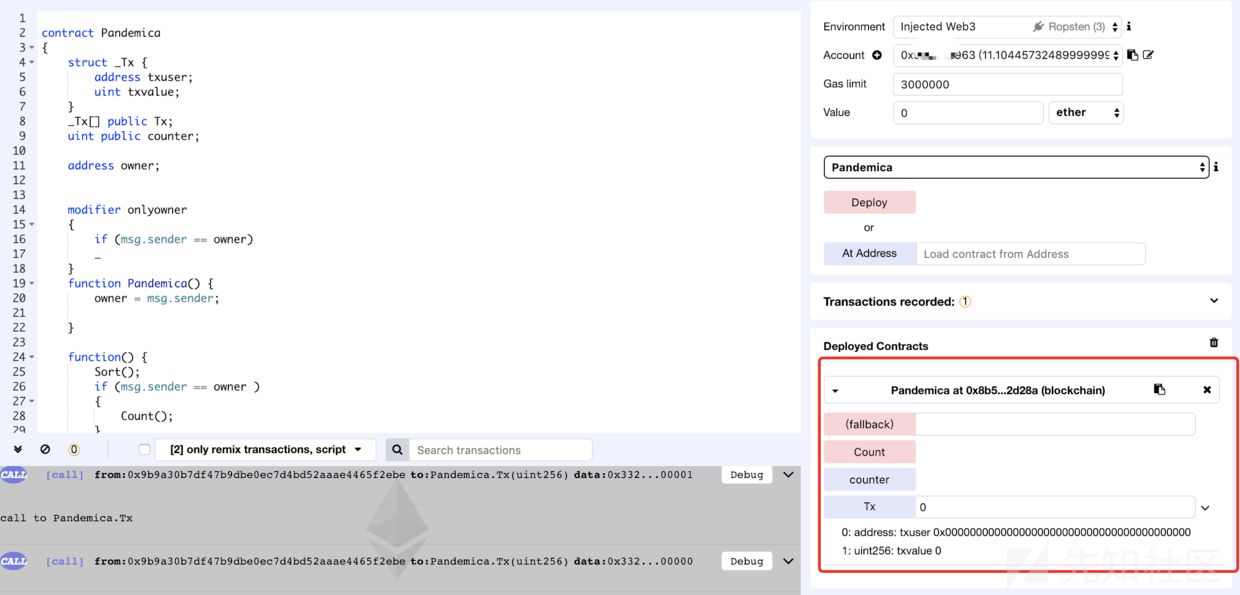 1
2 contract Pandemica
3 {
4 struct _Tx {
5 address txuser;
6 uint txvalue;
7 }
8 _Tx[] public Tx;
9 uint public counter;
10
11 address owner;
12
13
14 modifier onlyowner
15 {
16 if (msg.sender == owner)
17 _
18 }
19 function Pandemica() {
20 owner = msg.sender;
21
22 }
23
24 function() {
25 Sort();
26 if (msg.sender == owner )
27 {
28 Count();
29 }
0 [2] only remix transactions, script Search transactions
CALL [call] from:0x9b9a30b7df47b9dbe0ec7d4bd52aaae4465f2ebe to:Pandemica.Tx(uint256) data:0x332...00001 Debug
call to Pandemica.Tx
CALL [call] from:0x9b9a30b7df47b9dbe0ec7d4bd52aaae4465f2ebe to:Pandemica.Tx(uint256) data:0x332...00000 Debug
Environment Injected Web3 Ropsten (3) i
Account 963 (11.10445732489999999
Gas limit 3000000
Value 0 ether
Pandemica i
Deploy
or
At Address Load contract from Address
Transactions recorded: 1
Deployed Contracts
Pandemica at 0x8b5...2d28a (blockchain)
(fallback)
Count
counter
Tx 0
0: address: txuser 0x0000000000000000000000000000000000000000
1: uint256: txvalue 0
先知社区